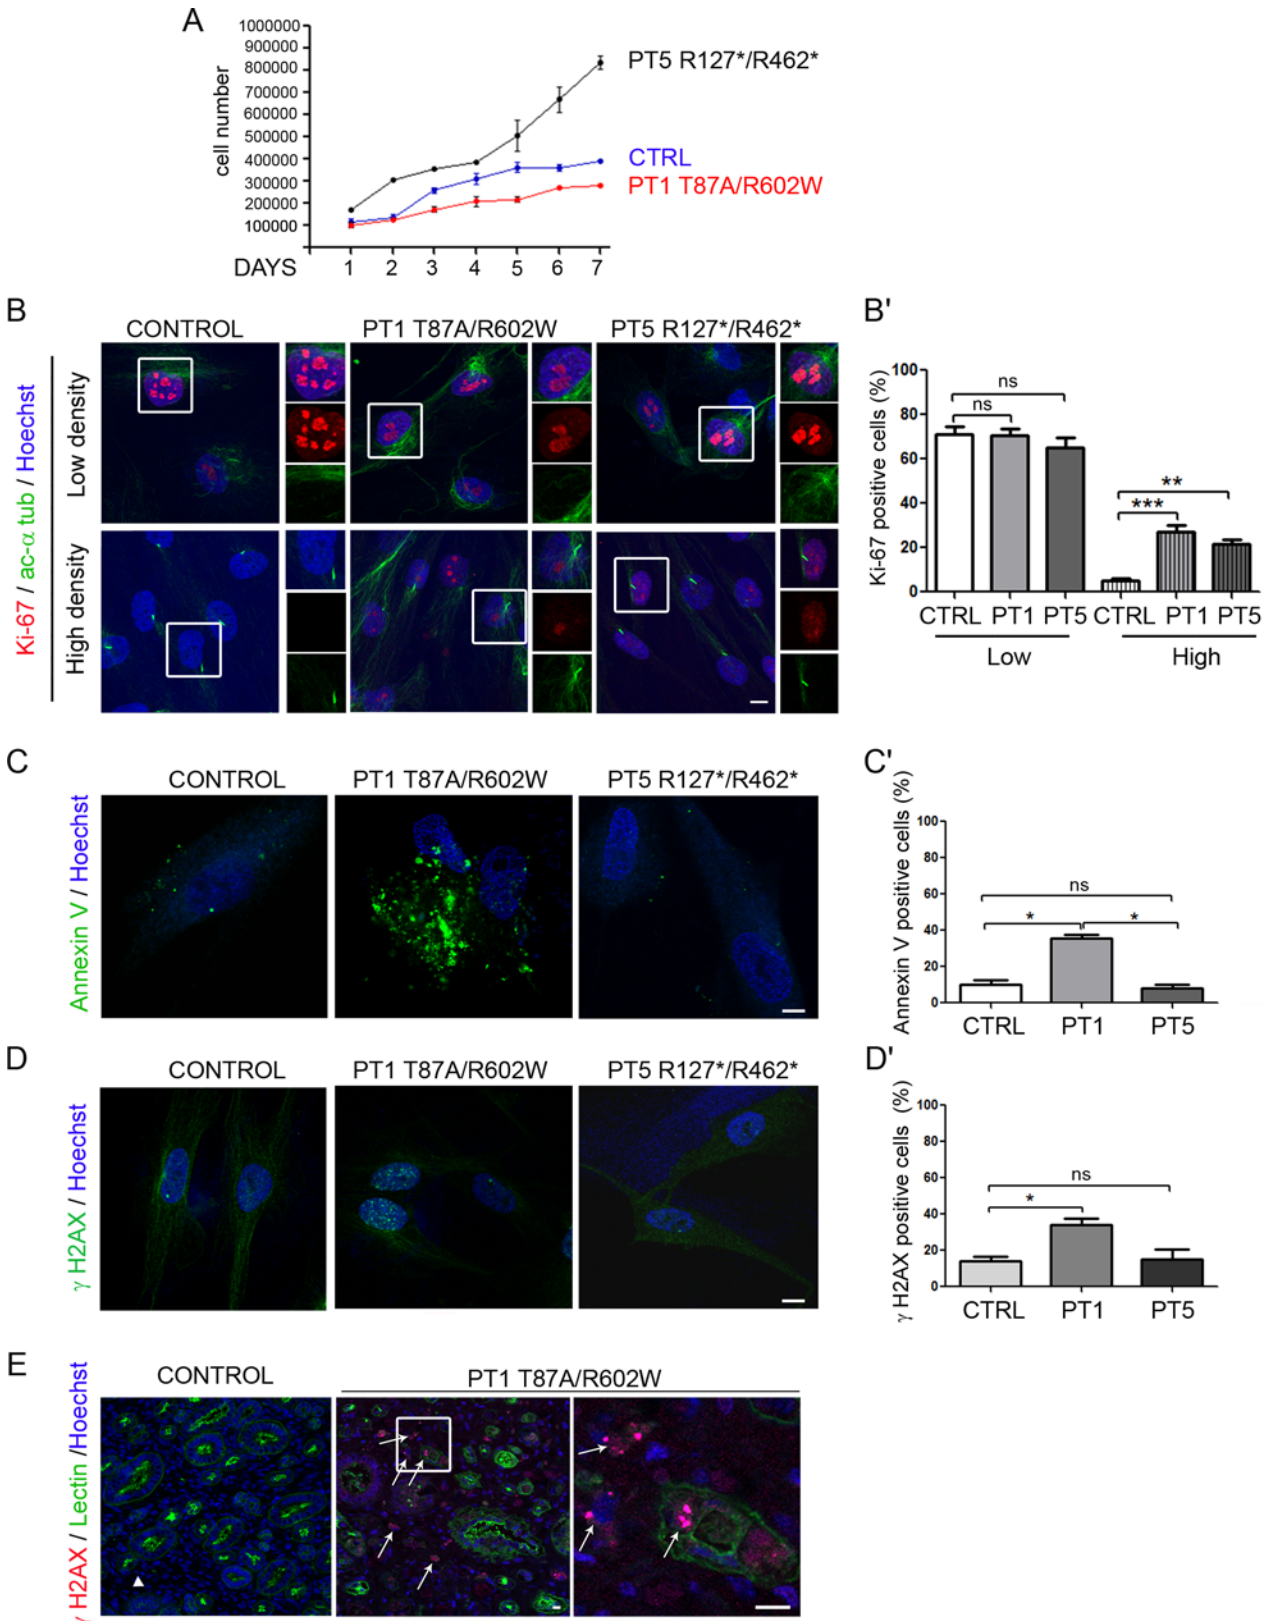 A
1000000
900000
800000
700000
600000
500000
400000
300000
200000
100000
cell number
PT5 R127*/R462*
CTRL
PT1 T87A/R602W
DAYS 1 2 3 4 5 6 7
B
CONTROL PT1 T87A/R602W PT5 R127*/R462*
Ki-67 / ac-α tub / Hoechst
Low density
High density
B'
Ki-67 positive cells (%)
100
80
60
40
20
0
ns
ns
**
***
CTRL PT1 PT5 CTRL PT1 PT5
Low High
C
CONTROL PT1 T87A/R602W PT5 R127*/R462*
Annexin V / Hoechst
C'
Annexin V positive cells (%)
100
80
60
40
20
0
ns
* *
CTRL PT1 PT5
D
CONTROL PT1 T87A/R602W PT5 R127*/R462*
γ H2AX / Hoechst
D'
γ H2AX positive cells (%)
100
80
60
40
20
0
ns
*
CTRL PT1 PT5
E
CONTROL PT1 T87A/R602W
H2AX / Lectin /Hoechst